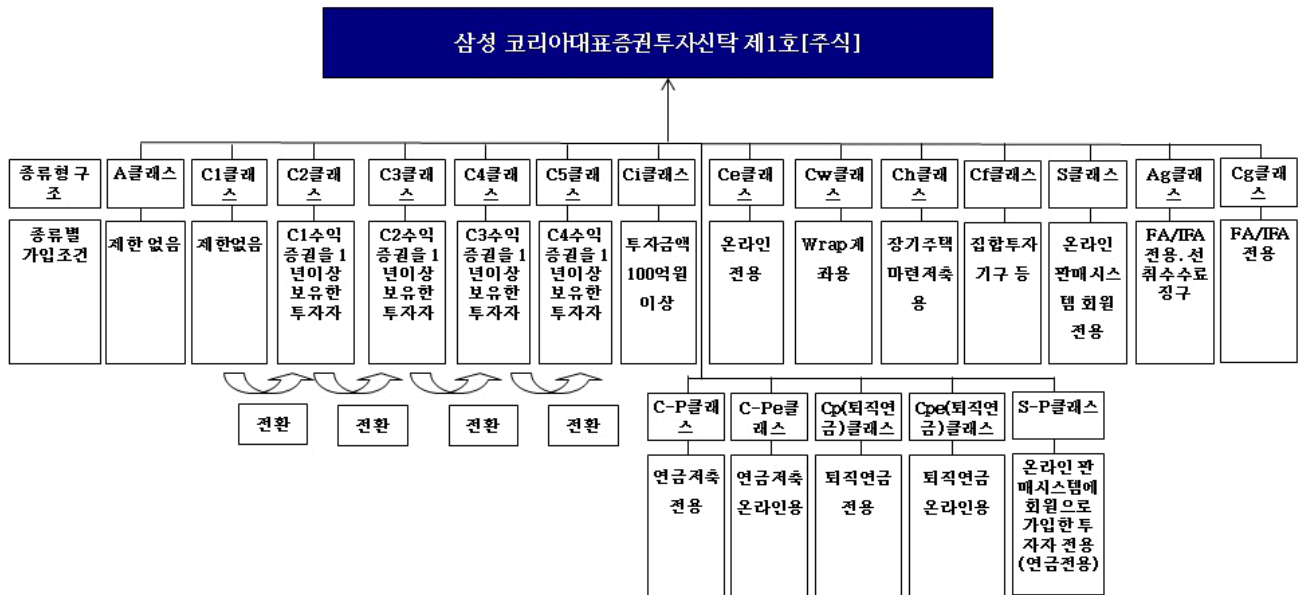 삼성 코리아대표증권투자신탁 제1호[주식]
종류형 구
조
A클래스
C1클래
스
C2클래
스
C3클래
스
C4클래
스
C5클래
스
Ci클래스
Ce클래
스
Cw클래
스
Ch클래
스
Cf클래스
S클래스
Ag클래
스
Cg클래
스
종류별
가입조건
제한 없음
제한없음
C1수익
증권을 1
년이상
보유한
투자자
C2수익
증권을 1
년이상
보유한
투자자
C3수익
증권을 1
년이상
보유한
투자자
C4수익
증권을 1
년이상
보유한
투자자
투자금액
100억원
이상
온라인
전용
Wrap계
좌용
장기주택
마련저축
용
집합투자
기구 등
온라인
판매시스
템 회원
전용
FA/IFA
전용. 선
취수수료
징구
FA/IFA
전용
전환
전환
전환
전환
C-P클래
스
C-Pe클
래스
Cp(퇴직연
금)클래스
Cpe(퇴직연
금)클래스
S-P클래스
연금저축
전용
연금저축
온라인용
퇴직연금
전용
퇴직연금
온라인용
온라인 판
매시스템에
회원으로
가입한 투
자자 전용
(연금전용)